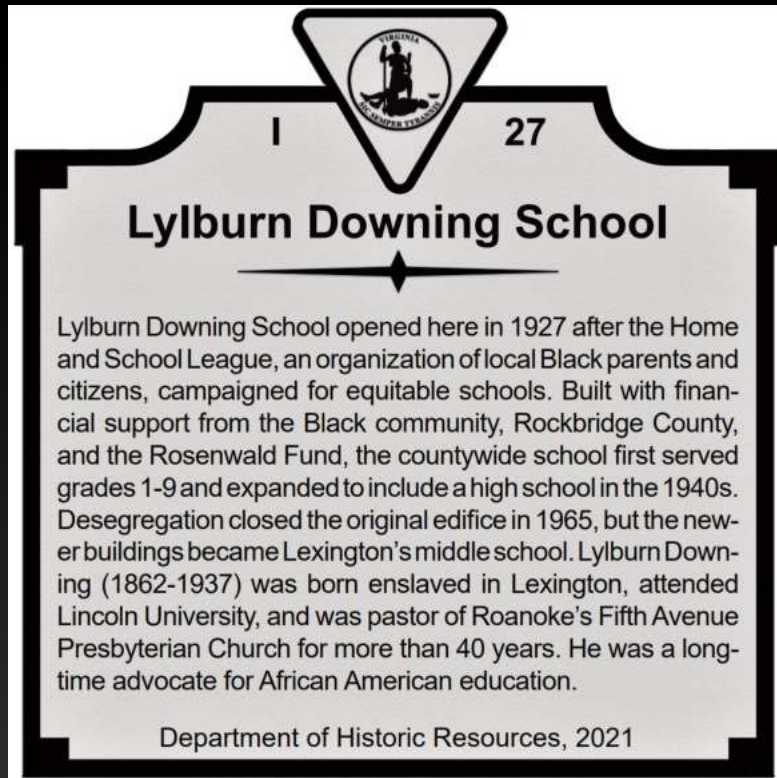 VIRGINIA
SIC SEMPER TYRANNIS
I 27
Lylburn Downing School
Lylburn Downing School opened here in 1927 after the Home
and School League, an organization of local Black parents and
citizens, campaigned for equitable schools. Built with finan-
cial support from the Black community, Rockbridge County,
and the Rosenwald Fund, the countywide school first served
grades 1-9 and expanded to include a high school in the 1940s.
Desegregation closed the original edifice in 1965, but the new-
er buildings became Lexington’s middle school. Lylburn Down-
ing (1862-1937) was born enslaved in Lexington, attended
Lincoln University, and was pastor of Roanoke’s Fifth Avenue
Presbyterian Church for more than 40 years. He was a long-
time advocate for African American education.
Department of Historic Resources, 2021